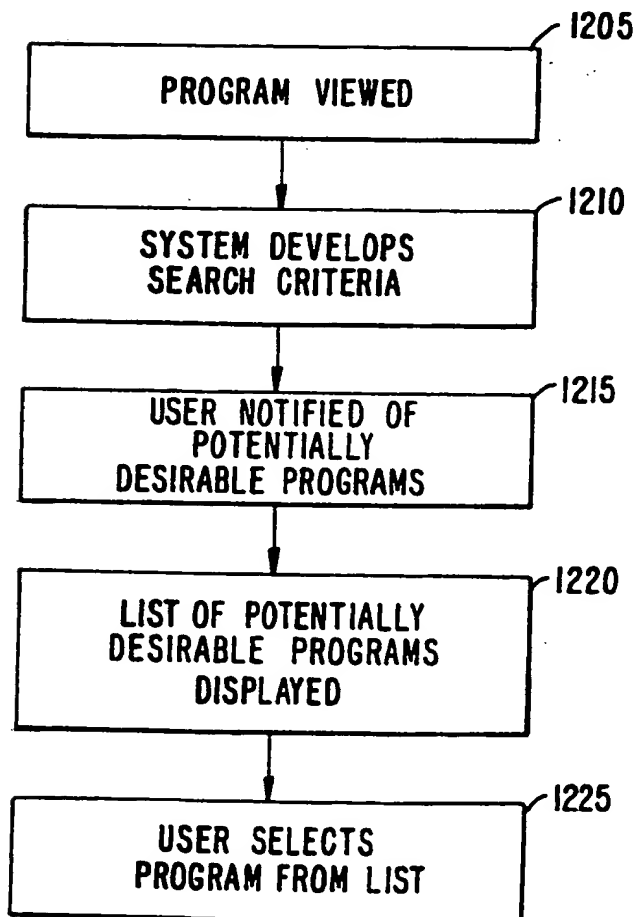 1205
PROGRAM VIEWED
1210
SYSTEM DEVELOPS
SEARCH CRITERIA
1215
USER NOTIFIED OF
POTENTIALLY
DESIRABLE PROGRAMS
1220
LIST OF POTENTIALLY
DESIRABLE PROGRAMS
DISPLAYED
1225
USER SELECTS
PROGRAM FROM LIST